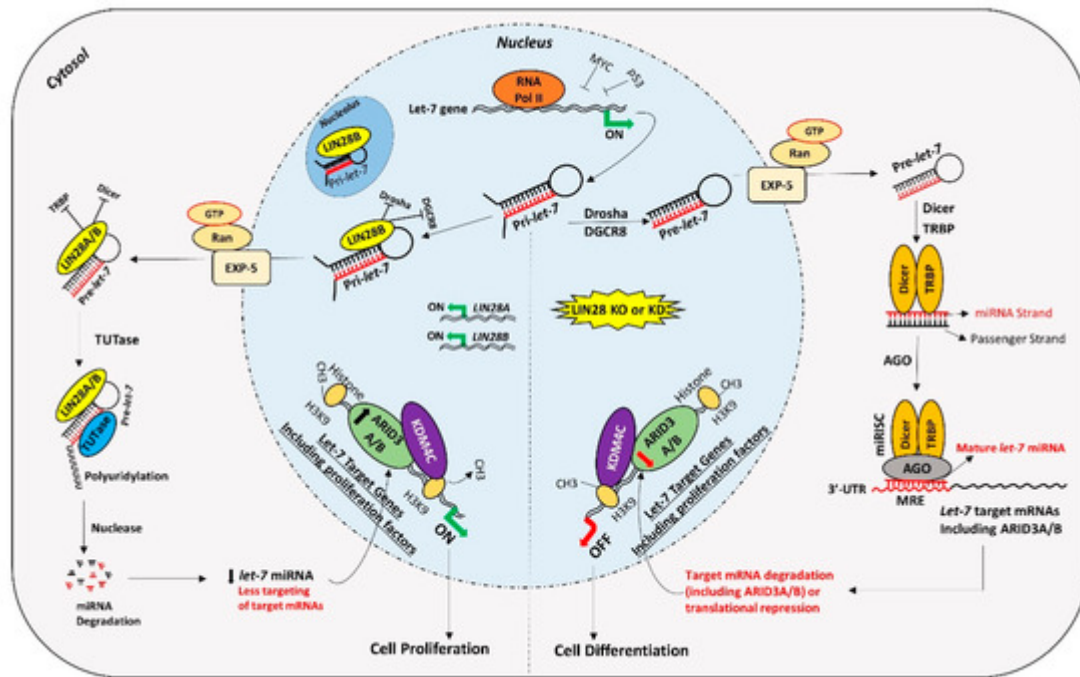 Cytosol
Nucleus
MYC
P53
RNA
Pol II
Let-7 gene
ON
Nucleolus
LIN28B
Pri-let-7
GTP
Ran
EXP-5
Pre-let-7
Pri-let-7
Drosha
DGCR8
Pre-let-7
Drosha
DGCR8
LIN28B
Pri-let-7
GTP
Ran
EXP-5
TRBP
Dicer
LIN28A/B
Pre-let-7
Dicer
TRBP
Dicer
TRBP
miRNA Strand
Passenger Strand
AGO
ON
LIN28A
ON
LIN28B
LIN28 KO or KD
TUTase
LIN28A/B
Pre-let-7
TUTase
Polyuridylation
Nuclease
miRNA
Degradation
let-7 miRNA
Less targeting
of target mRNAs
CH3
Histone
H3K9
ARID3
A/B
KDM4C
CH3
H3K9
Let-7 Target Genes
Including proliferation factors
ON
Cell Proliferation
KDM4C
ARID3
A/B
Histone
CH3
H3K9
CH3
H3K9
Let-7 Target Genes
Including proliferation factors
OFF
Cell Differentiation
miRISC
Dicer
TRBP
AGO
Mature let-7 miRNA
3'-UTR
MRE
Let-7 target mRNAs
Including ARID3A/B
Target mRNA degradation
(including ARID3A/B) or
translational repression